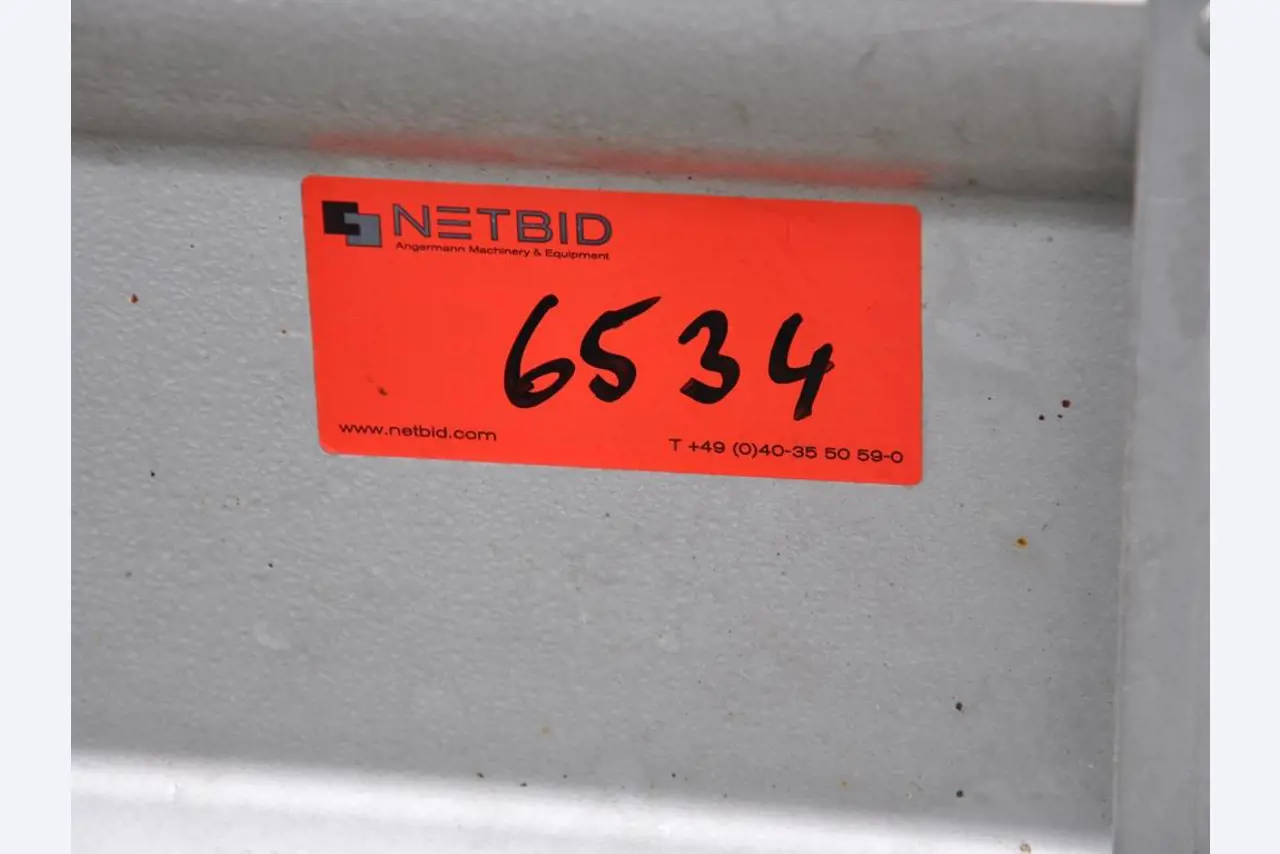 NETBID
Angermann Machinery & Equipment
6534
www.netbid.com
T +49 (0)40-35 50 59-0